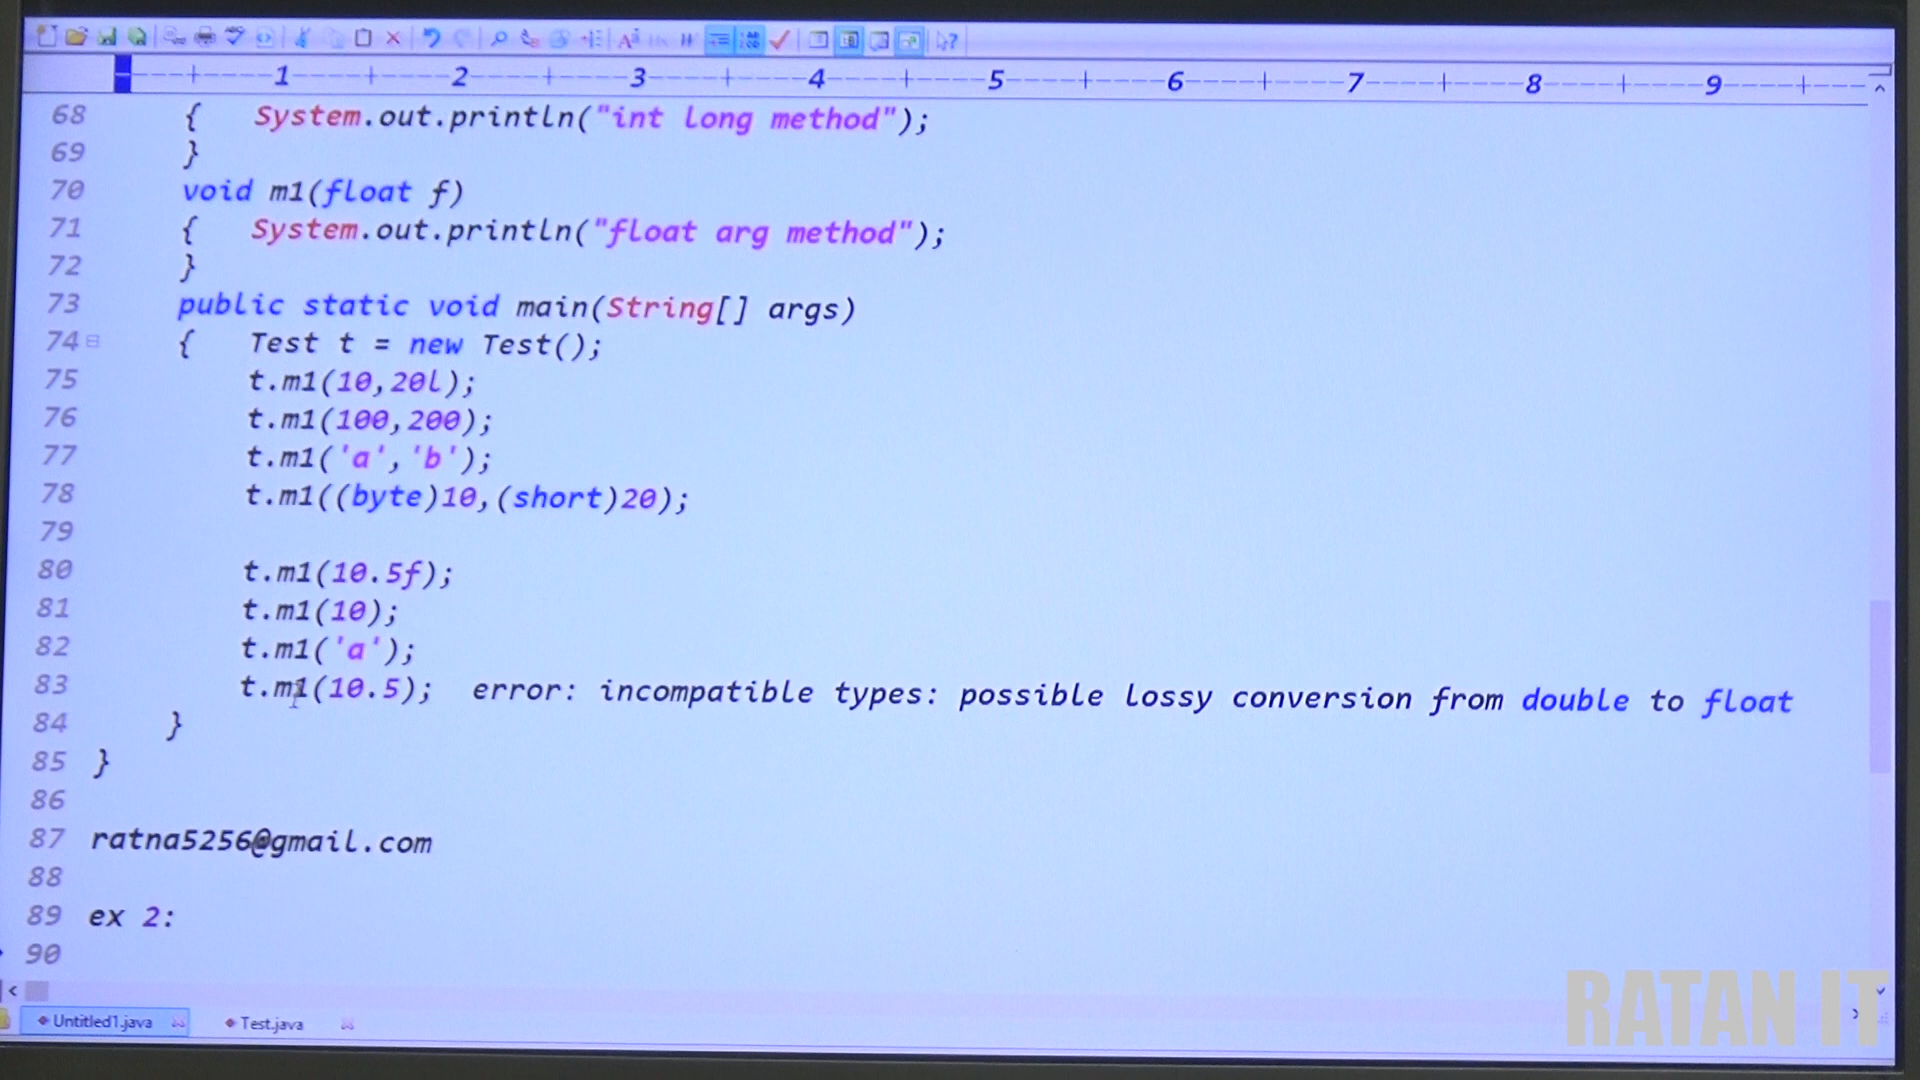 1 2 3 4 5 6 7 8 9
68 { System.out.println("int long method");
69 }
70 void m1(float f)
71 { System.out.println("float arg method");
72 }
73 public static void main(String[] args)
74 { Test t = new Test();
75 t.m1(10,20l);
76 t.m1(100,200);
77 t.m1('a','b');
78 t.m1((byte)10,(short)20);
79
80 t.m1(10.5f);
81 t.m1(10);
82 t.m1('a');
83 t.m1(10.5); error: incompatible types: possible lossy conversion from double to float
84 }
85 }
86
87 ratna5256@gmail.com
88
89 ex 2:
90
Untitled1.java Test.java
RATAN IT